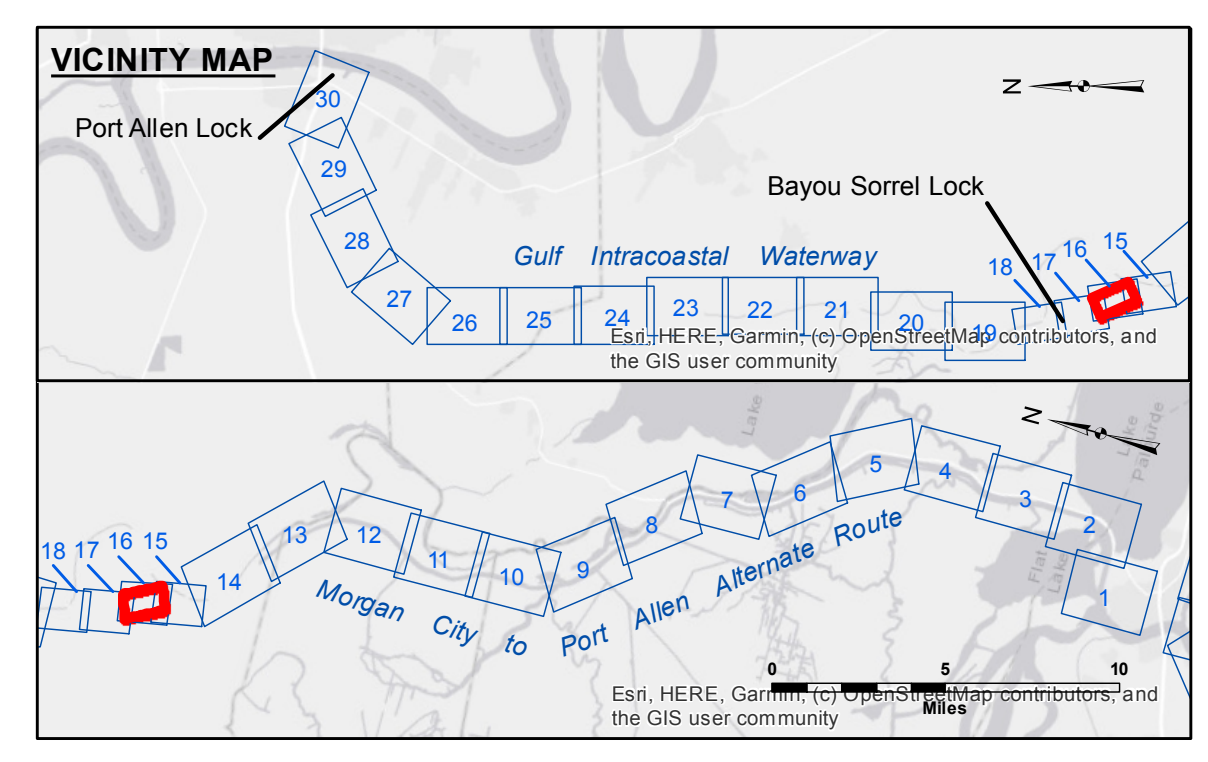 VICINITY MAP
N
30
Port Allen Lock
29
Bayou Sorrel Lock
28
Gulf Intracoastal Waterway
18 17 16 15
27 26 25 24 23 22 21 20 19
Esri, HERE, Garmin, (c) OpenStreetMap contributors, and
the GIS user community
N
Lake
Lake
Palourde
5
4
3
2
6
7
8
13
12
18 17 16 15
14
11
10
9
Flat
Lake
1
Morgan City to Port Allen Alternate Route
0 5 10
Esri, HERE, Garmin, (c) OpenStreetMap contributors, and
Miles
the GIS user community